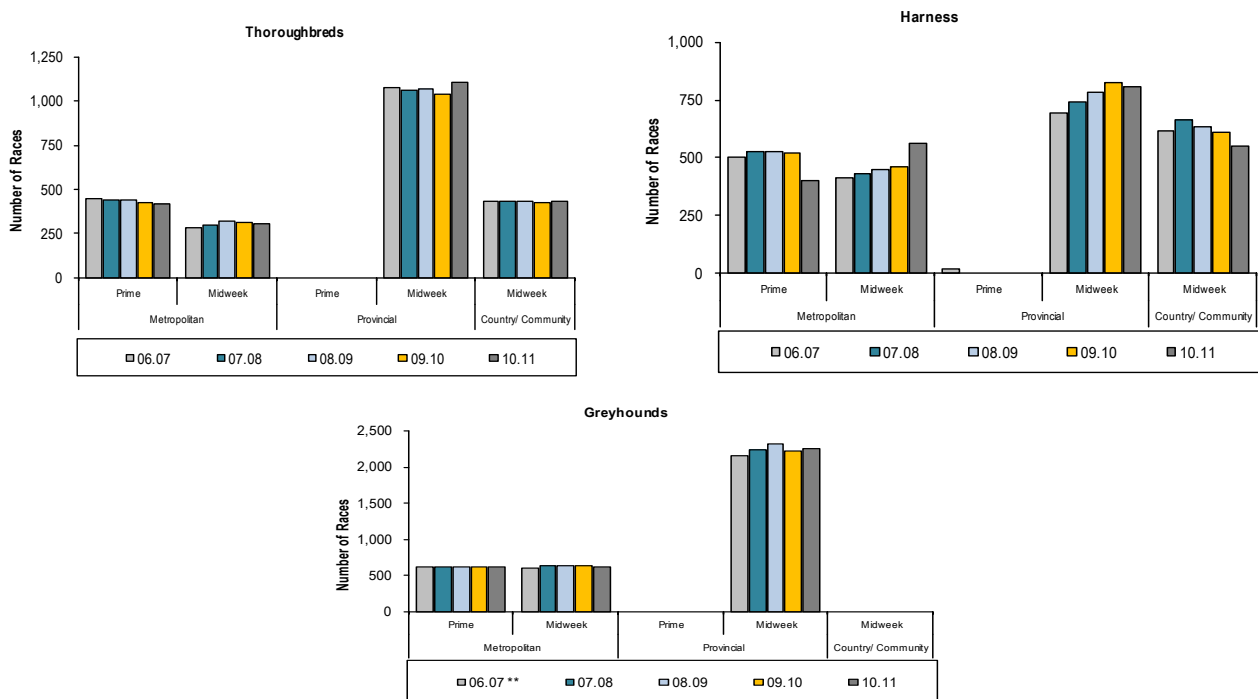 Thoroughbreds
Number of Races
1,250
1,000
750
500
250
0
Prime Midweek Prime Midweek Midweek
Metropolitan Provincial Country/ Community
06.07 07.08 08.09 09.10 10.11
Harness
Number of Races
1,000
750
500
250
0
Prime Midweek Prime Midweek Midweek
Metropolitan Provincial Country/ Community
06.07 07.08 08.09 09.10 10.11
Greyhounds
Number of Races
2,500
2,000
1,500
1,000
500
0
Prime Midweek Prime Midweek Midweek
Metropolitan Provincial Country/ Community
06.07 ** 07.08 08.09 09.10 10.11